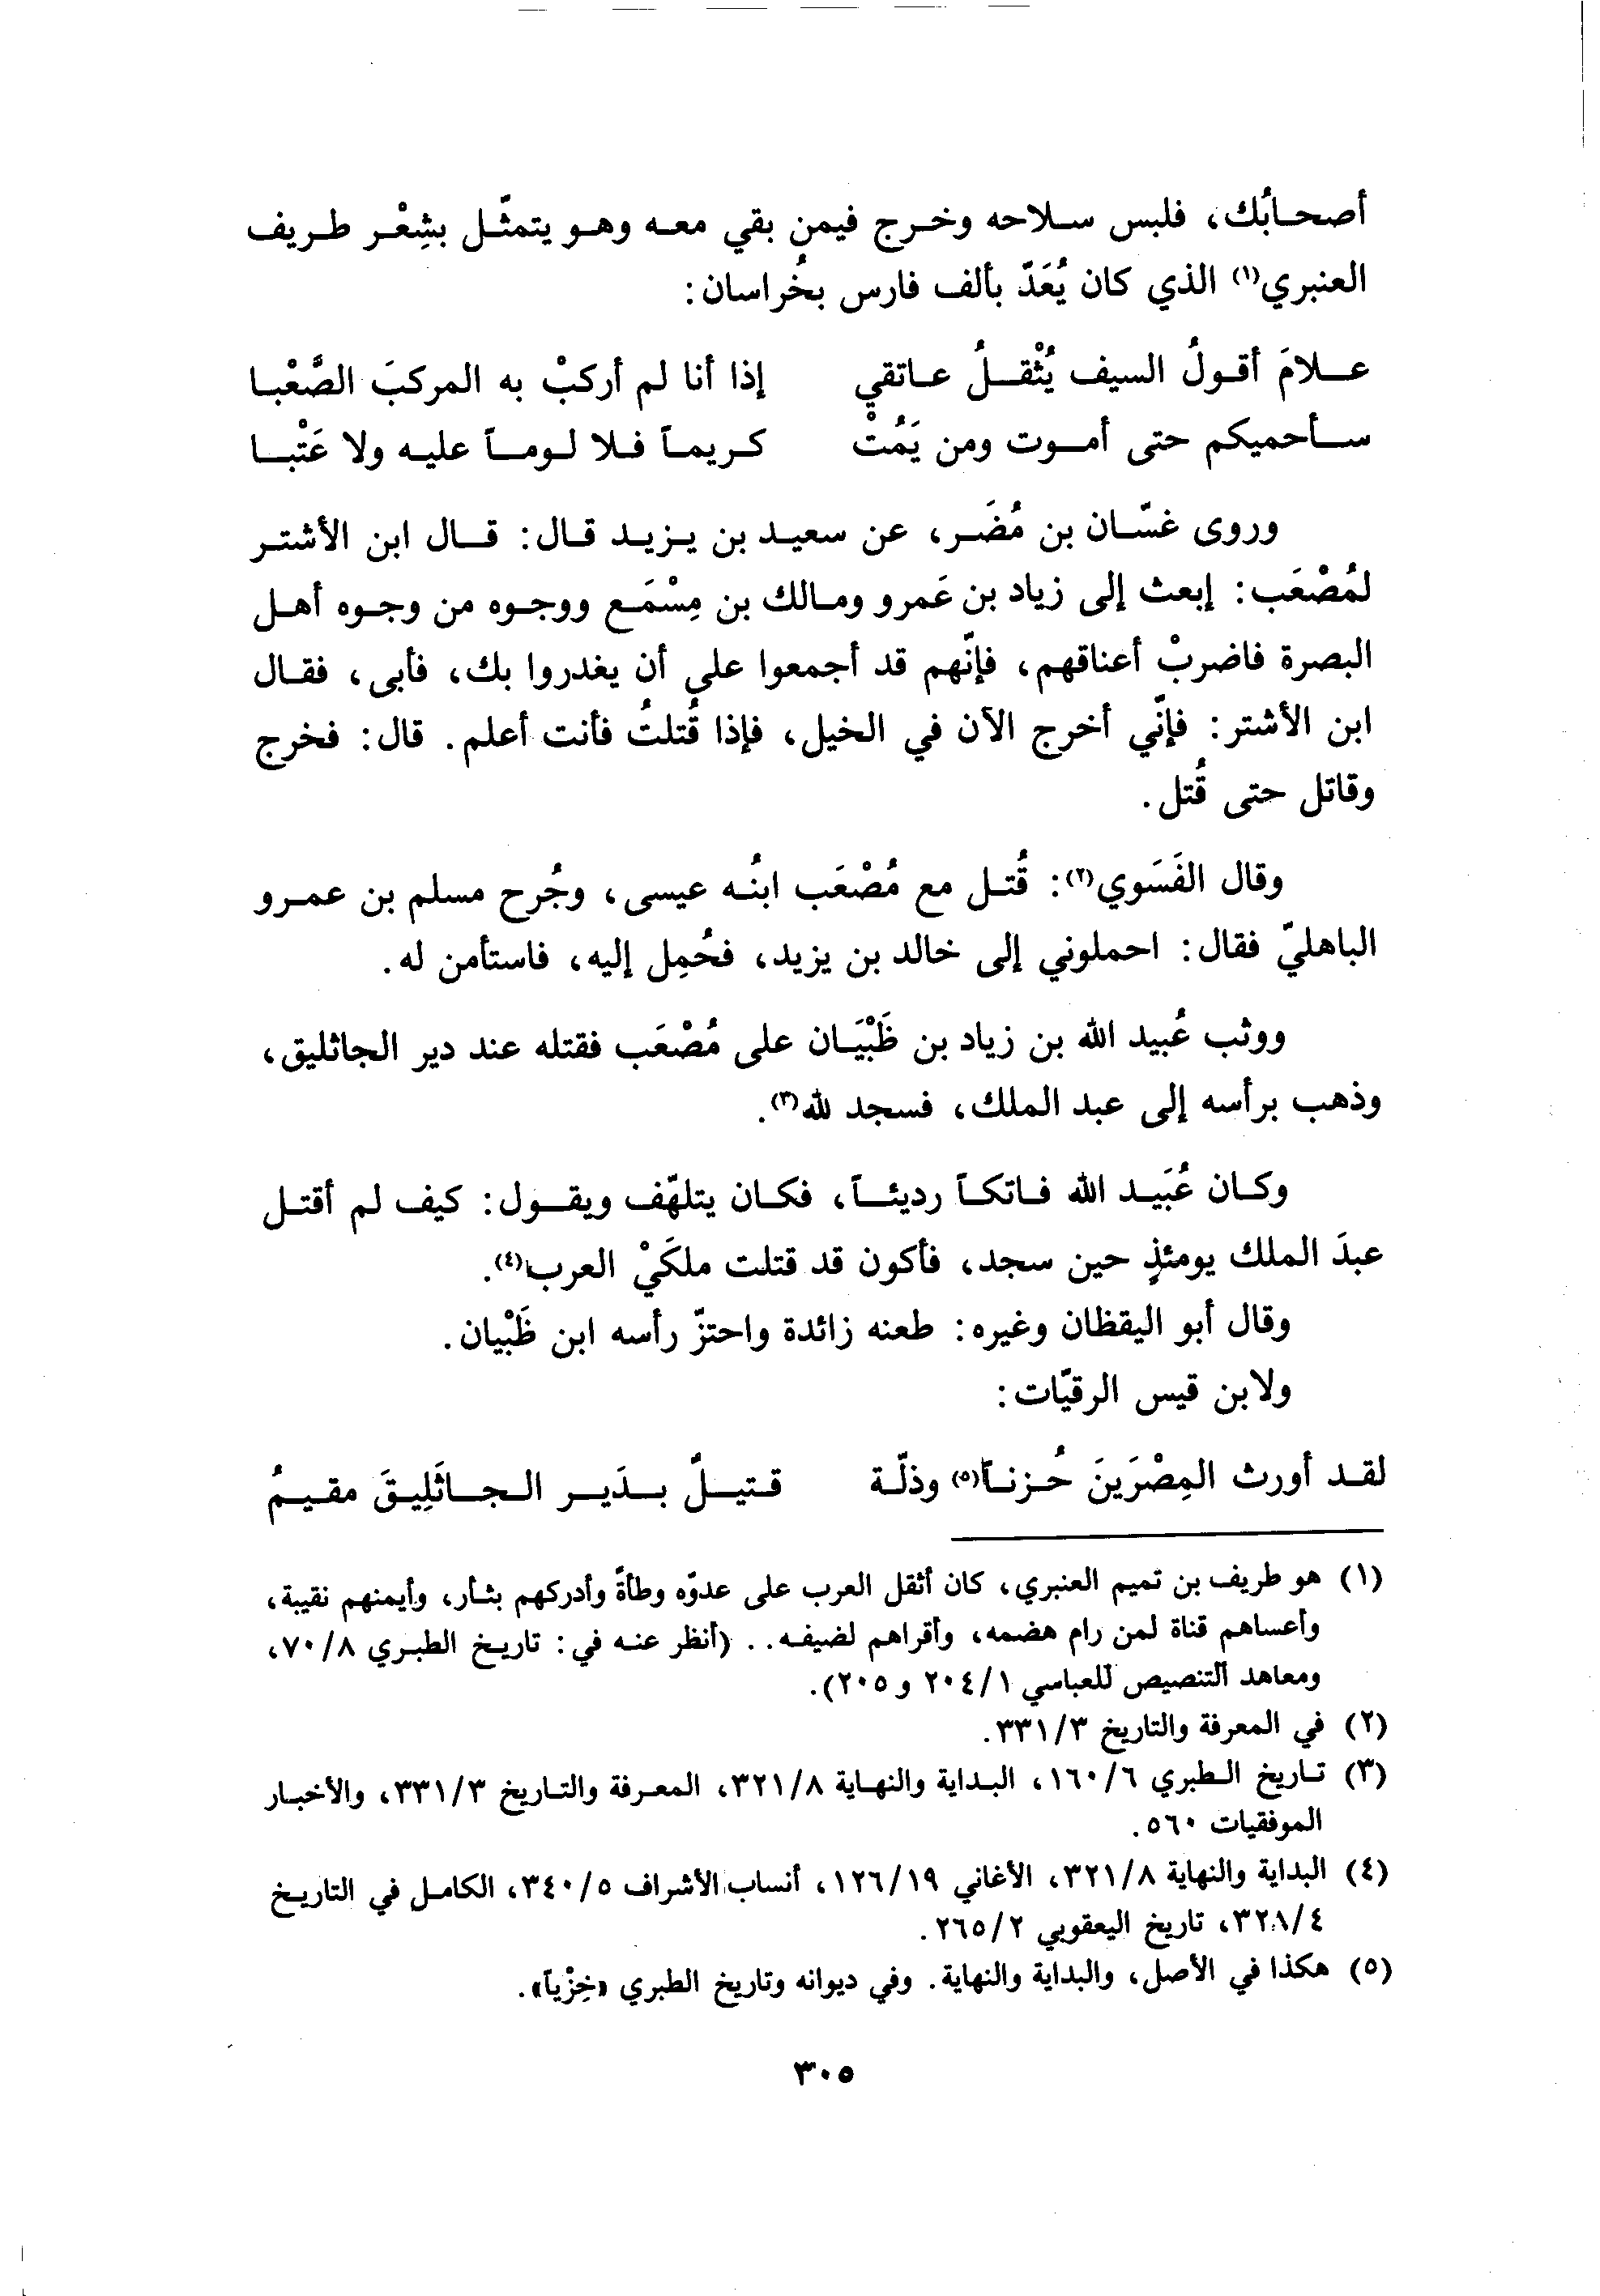 أصحابُك، فلبس سلاحه وخرج فيمن بقي معه وهو يتمثّل بشِعْر طريف
العنبري(١) الذي كان يُعَدّ بألف فارس بخُراسان:
علامَ أقولُ السيف يُثْقلُ عاتقي إذا أنا لم أركبْ به المركبَ الصَّعْبا
سأحميكم حتى أموت ومن يَمُتْ كريماً فلا لوماً عليه ولا عَتْبا
وروى غسّان بن مُضَر، عن سعيد بن يزيد قال: قال ابن الأشتر
لمُصْعَب: إبعث إلى زياد بن عَمرو ومالك بن مِسْمَع ووجوه من وجوه أهل
البصرة فاضربْ أعناقهم، فإنّهم قد أجمعوا على أن يغدروا بك، فأبى، فقال
ابن الأشتر: فإنّي أخرج الآن في الخيل، فإذا قُتلتُ فأنت أعلم. قال: فخرج
وقاتل حتى قُتل.
وقال الفَسَوي(٢): قُتل مع مُصْعَب ابنُه عيسى، وجُرح مسلم بن عمرو
الباهليّ فقال: احملوني إلى خالد بن يزيد، فحُمِل إليه، فاستأمن له.
ووثب عُبيد الله بن زياد بن ظَبْيَان على مُصْعَب فقتله عند دير الجاثليق،
وذهب برأسه إلى عبد الملك، فسجد لله(٣).
وكان عُبَيد الله فاتكاً رديئاً، فكان يتلهّف ويقول: كيف لم أقتل
عبدَ الملك يومئذٍ حين سجد، فأكون قد قتلت ملكَيْ العرب(٤).
وقال أبو اليقظان وغيره: طعنه زائدة واحتزّ رأسه ابن ظَبْيان.
ولابن قيس الرقيّات:
لقد أورث المِصْرَينَ حُزناً(٥) وذلّة قتيلٌ بدَير الجاثَلِيقَ مقيمُ
(١) هو طريف بن تميم العنبري، كان أثقل العرب على عدوّه وطأةً وأدركهم بثأر، وأيمنهم نقيبة،
وأعساهم قناة لمن رام هضمه، وأقراهم لضيفه.. (أنظر عنه في: تاريخ الطبري ٧٠/٨،
ومعاهد التنصيص للعباسي ٢٠٤/١ و ٢٠٥).
(٢) في المعرفة والتاريخ ٣٣١/٣.
(٣) تاريخ الطبري ١٦٠/٦، البداية والنهاية ٣٢١/٨، المعرفة والتاريخ ٣٣١/٣، والأخبار
الموفقيات ٥٦٠.
(٤) البداية والنهاية ٣٢١/٨، الأغاني ١٢٦/١٩، أنساب الأشراف ٣٤٠/٥، الكامل في التاريخ
٣٢٨/٤، تاريخ اليعقوبي ٢٦٥/٢.
(٥) هكذا في الأصل، والبداية والنهاية. وفي ديوانه وتاريخ الطبري «خِزْياً».
٣٠٥